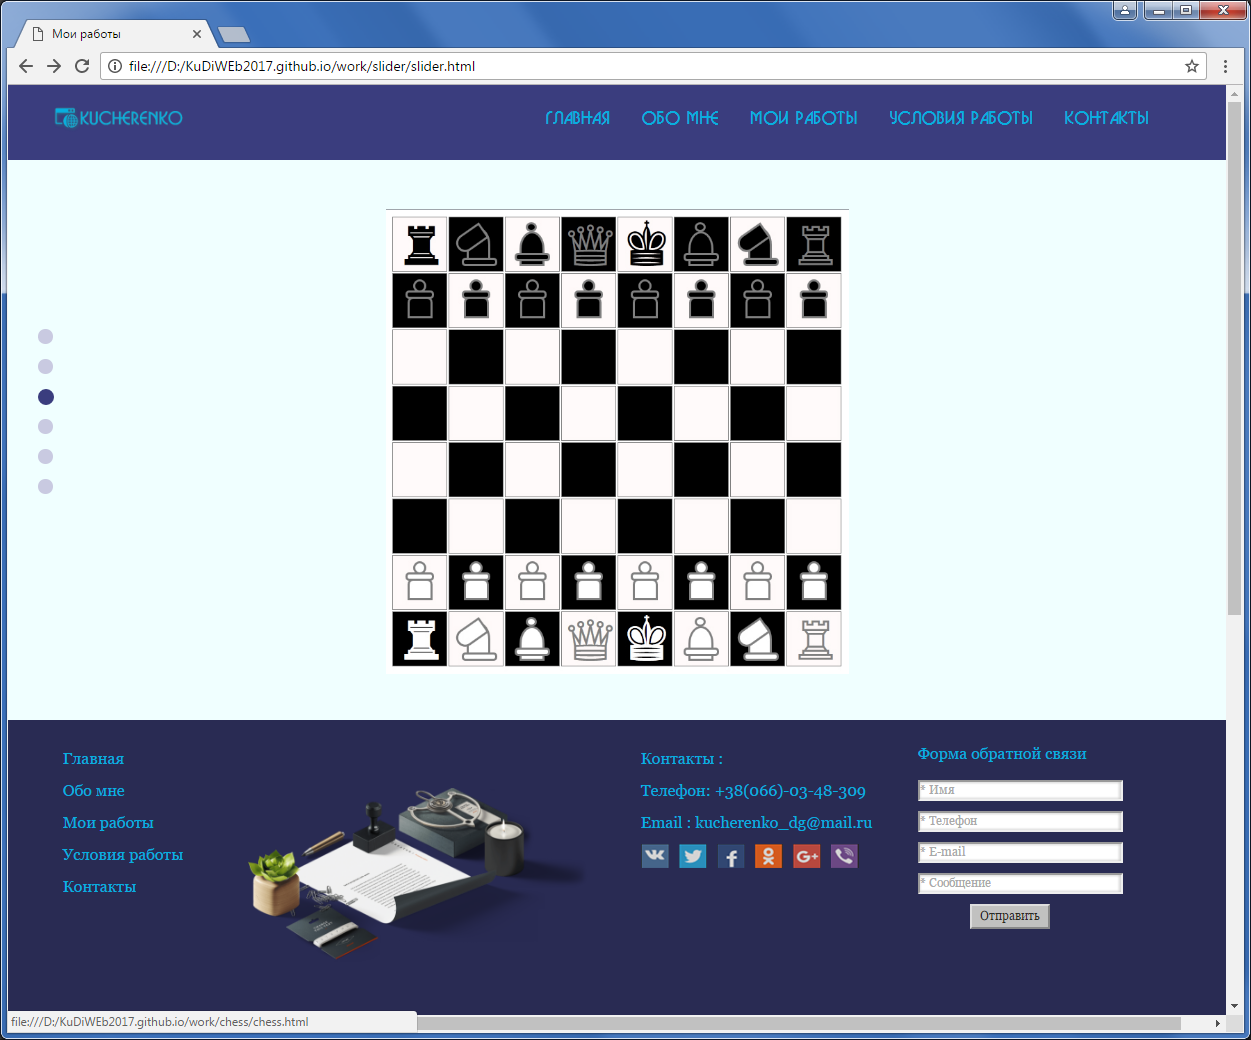 Мои работы
file:///D:/KuDiWEb2017.github.io/work/slider/slider.html
KUCHERENKO
ГЛАВНАЯ ОБО МНЕ МОИ РАБОТЫ УСЛОВИЯ РАБОТЫ КОНТАКТЫ
Главная
Обо мне
Мои работы
Условия работы
Контакты
Контакты :
Телефон: +38(066)-03-48-309
Email : kucherenko_dg@mail.ru
Форма обратной связи
* Имя
* Телефон
* E-mail
* Сообщение
Отправить
file:///D:/KuDiWEb2017.github.io/work/chess/chess.html